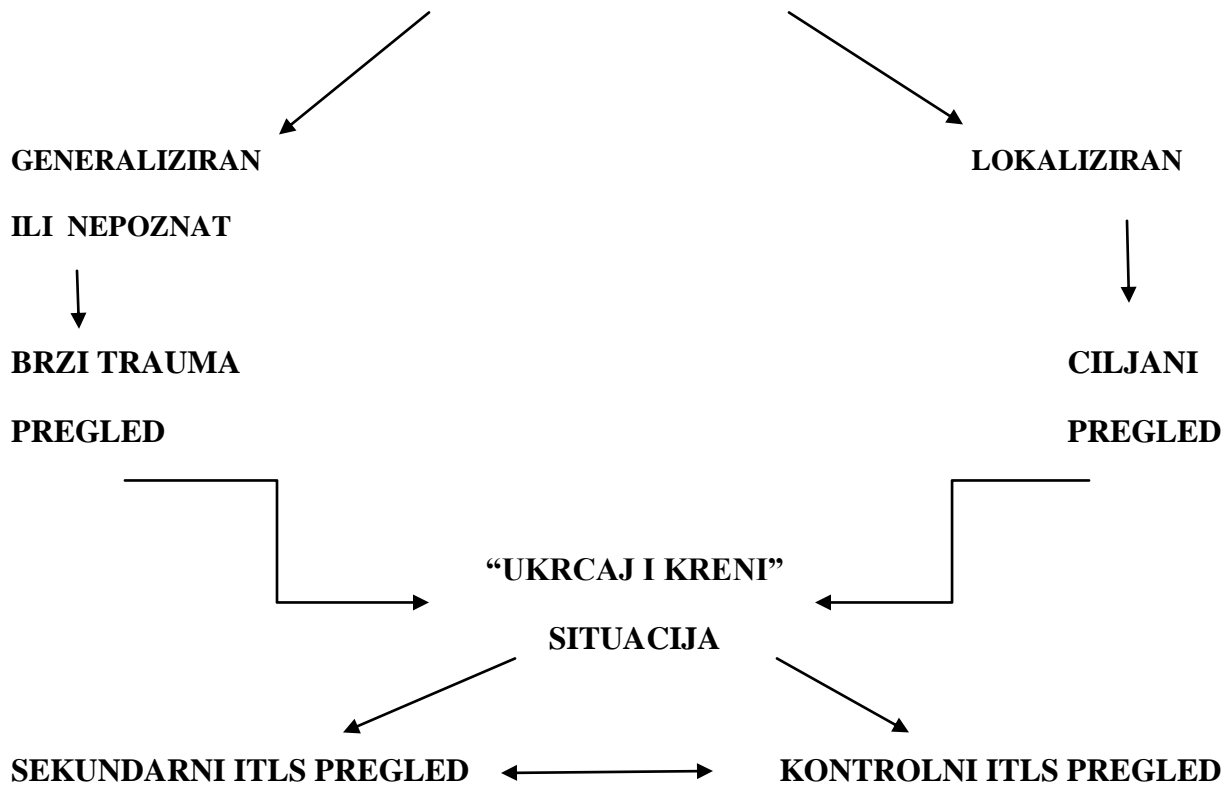 GENERALIZIRAN
ILI NEPOZNAT
LOKALIZIRAN
BRZI TRAUMA
PREGLED
CILJANI
PREGLED
“UKRCAJ I KRENI”
SITUACIJA
SEKUNDARNI ITLS PREGLED
KONTROLNI ITLS PREGLED